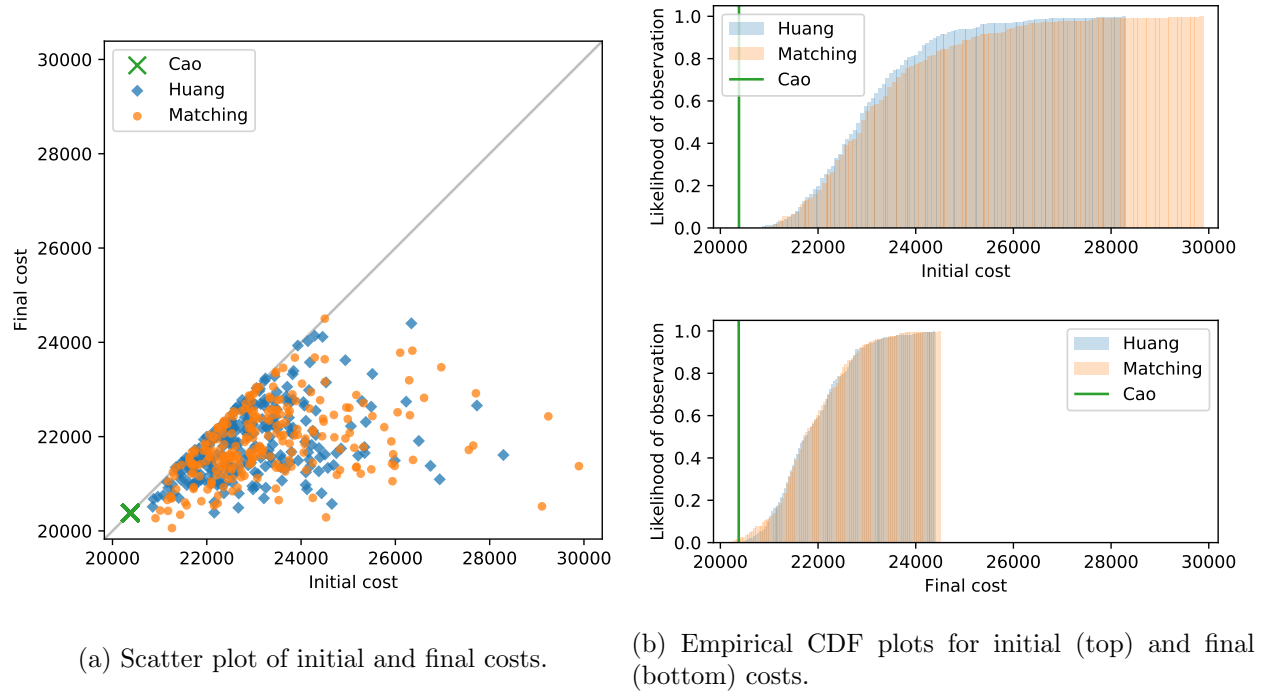 30000
28000
26000
24000
22000
20000
Final cost
20000 22000 24000 26000 28000 30000
Initial cost
Cao
Huang
Matching
(a) Scatter plot of initial and final costs.
1.0
0.8
0.6
0.4
0.2
0.0
Likelihood of observation
Huang
Matching
Cao
20000 22000 24000 26000 28000 30000
Initial cost
1.0
0.8
0.6
0.4
0.2
0.0
Likelihood of observation
Huang
Matching
Cao
20000 22000 24000 26000 28000 30000
Final cost
(b) Empirical CDF plots for initial (top) and final
(bottom) costs.